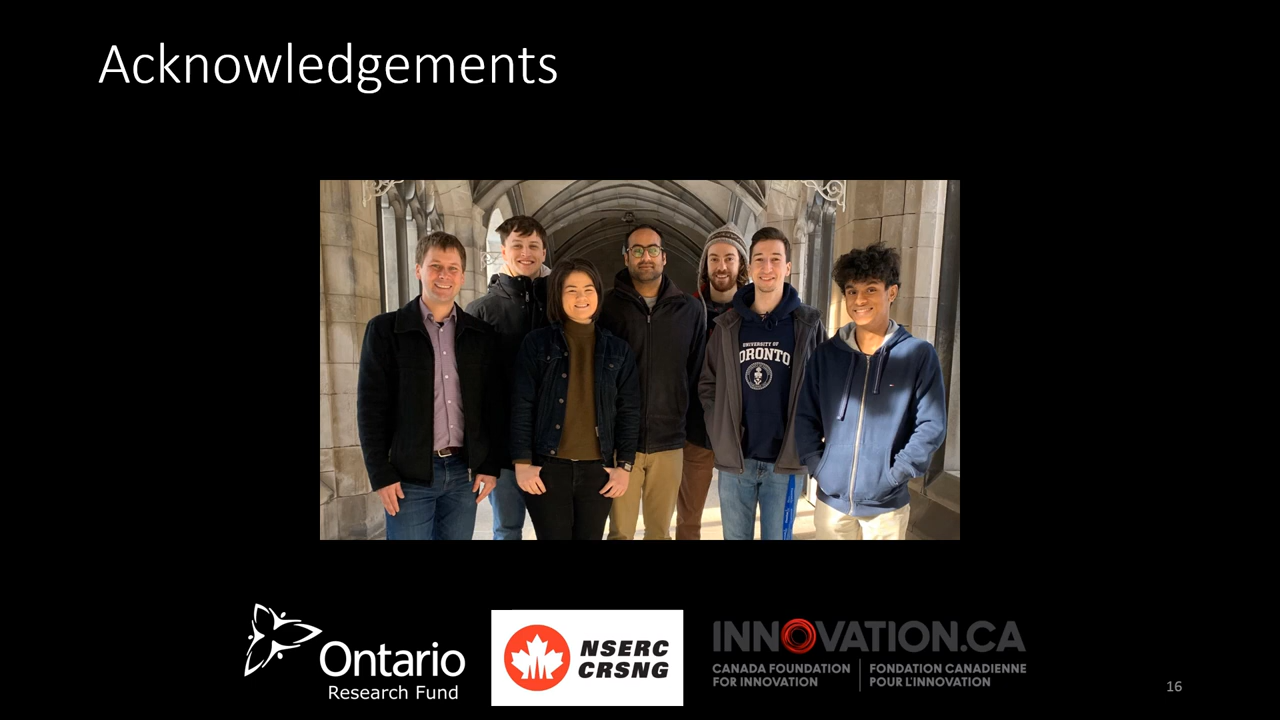 Acknowledgements
UNIVERSITY OF
ORONTO
Ontario
Research Fund
NSERC
CRSNG
INNOVATION.CA
CANADA FOUNDATION
FOR INNOVATION
FONDATION CANADIENNE
POUR L'INNOVATION
16